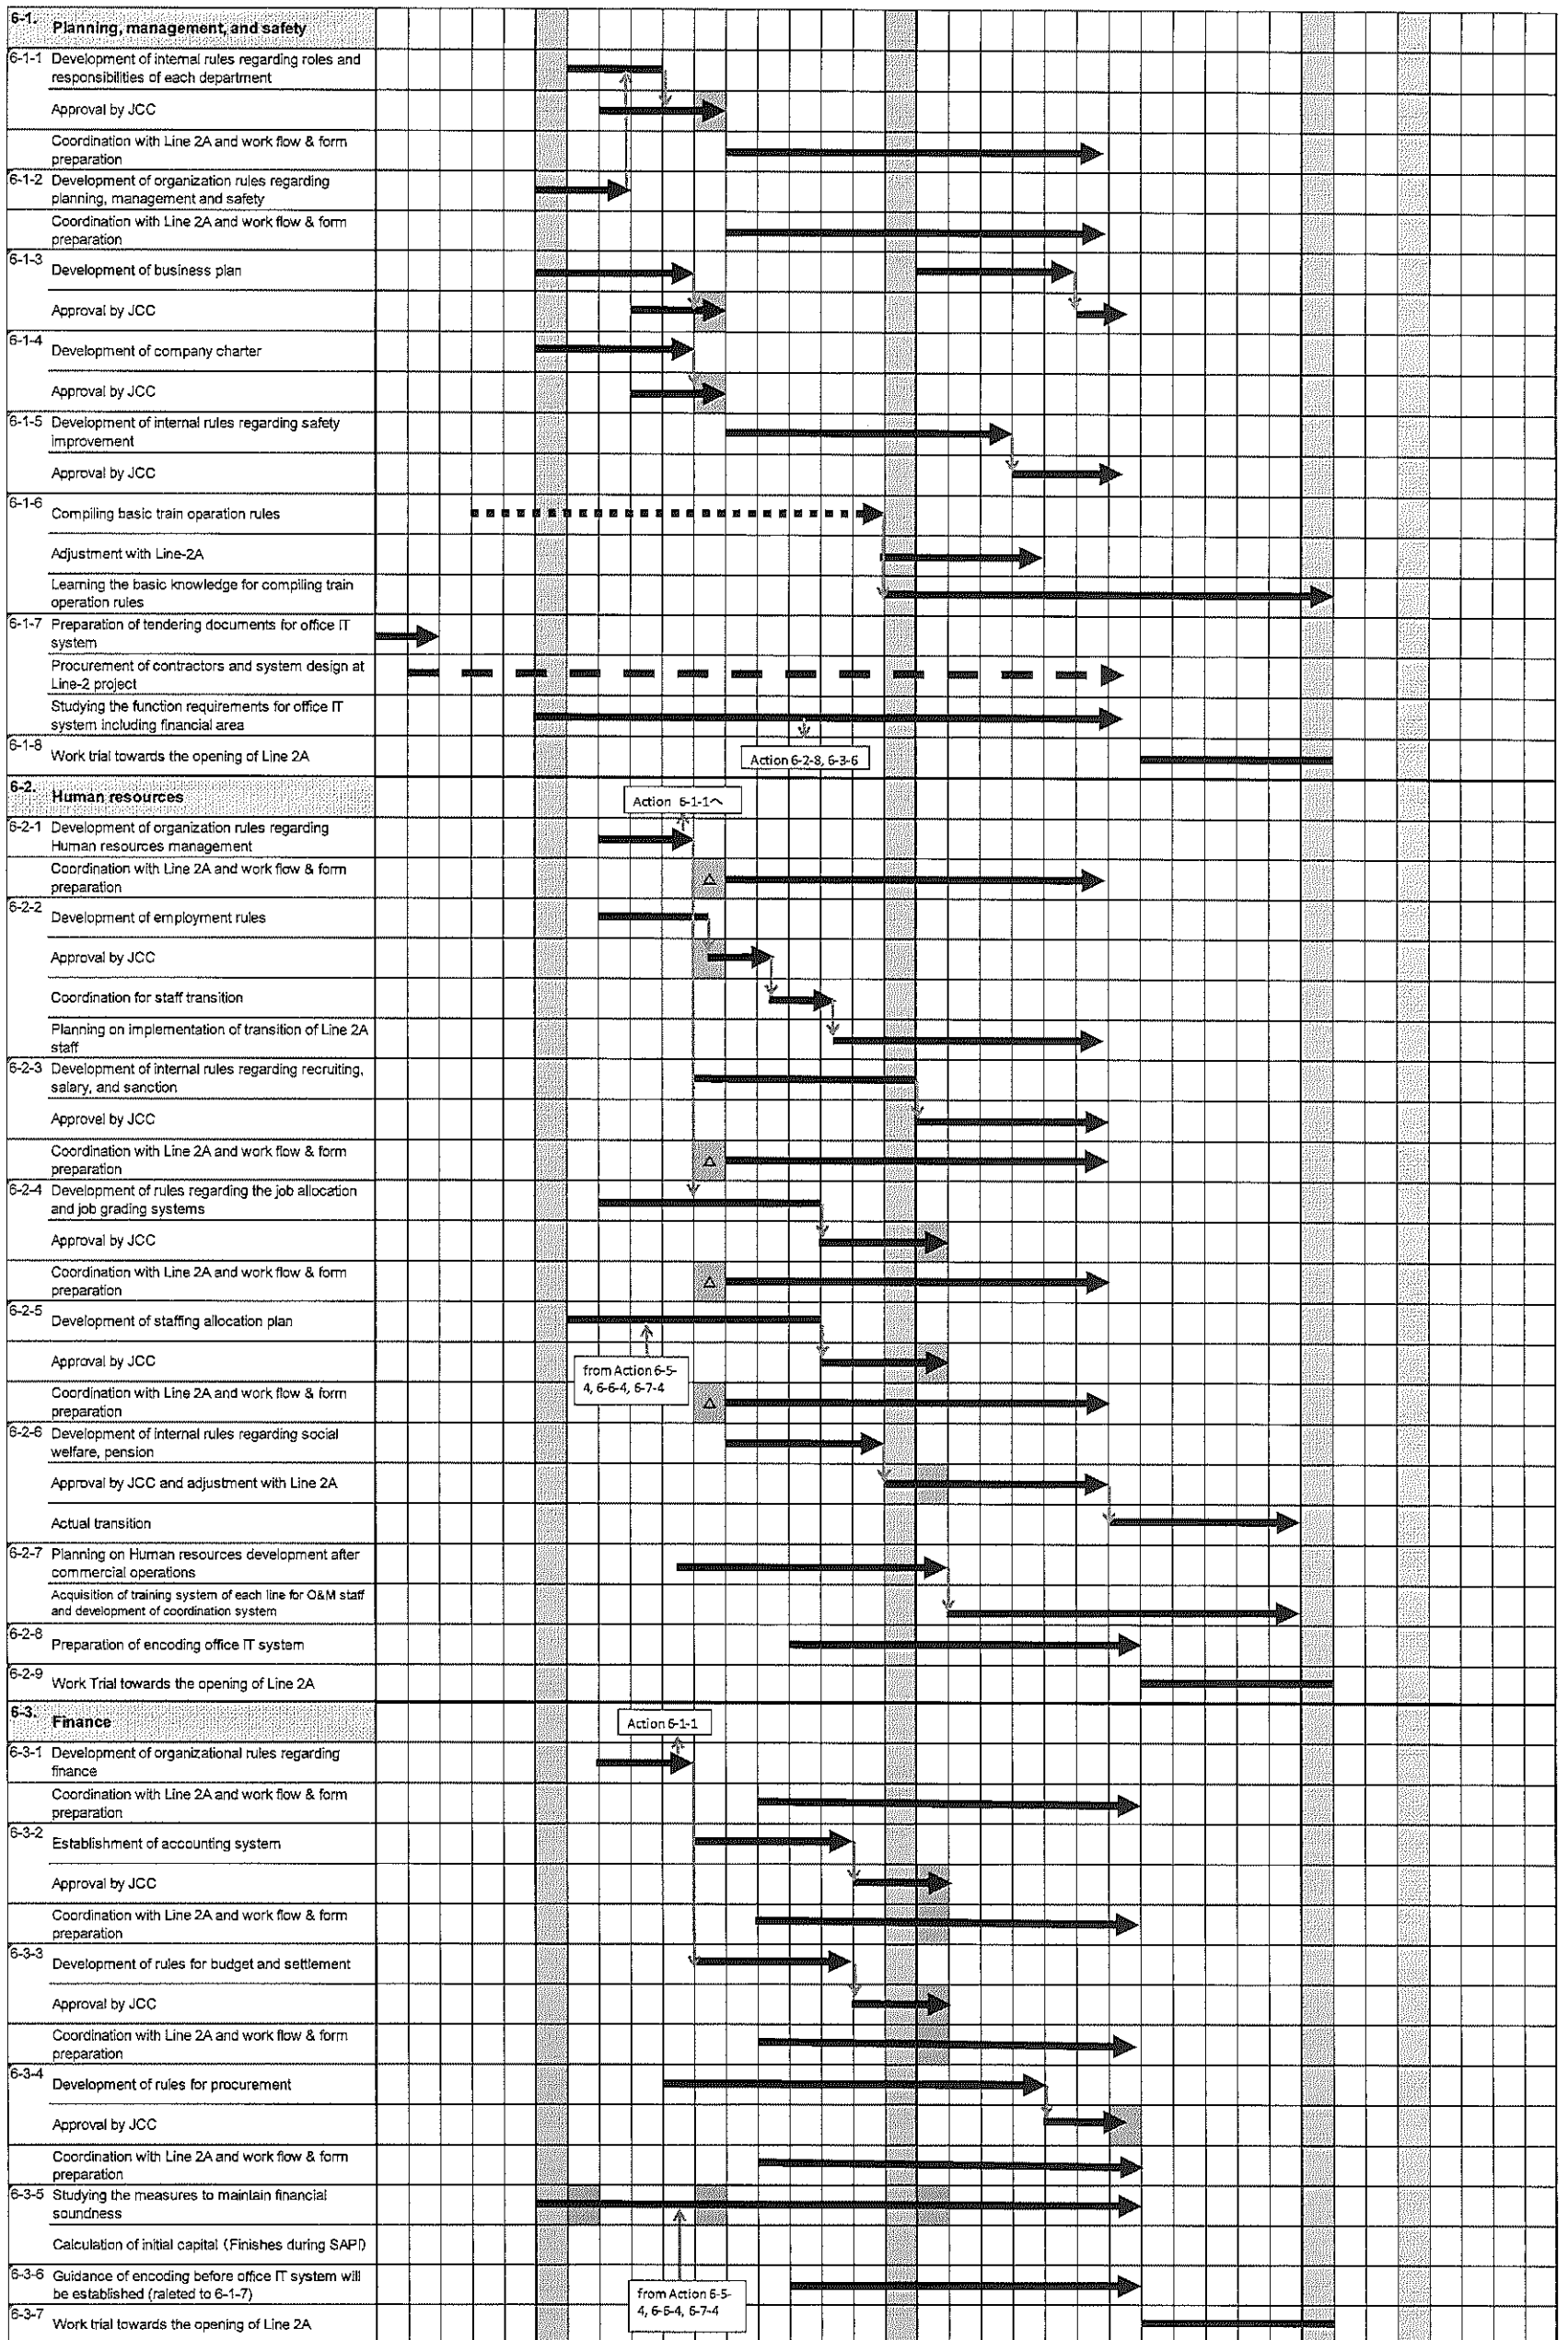 6-1. Planning, management, and safety
6-1-1 Development of internal rules regarding roles and
responsibilities of each department
Approval by JCC
Coordination with Line 2A and work flow & form
preparation
6-1-2 Development of organization rules regarding
planning, management and safety
Coordination with Line 2A and work flow & form
preparation
6-1-3 Development of business plan
Approval by JCC
6-1-4 Development of company charter
Approval by JCC
6-1-5 Development of internal rules regarding safety
improvement
Approval by JCC
6-1-6 Compiling basic train opration rules
Adjustment with Line-2A
Learning the basic knowledge for compiling train
operation rules
6-1-7 Preparation of tendering documents for office IT
system
Procurement of contractors and system design at
Line-2 project
Studying the function requirements for office IT
system including financial area
6-1-8 Work trial towards the opening of Line 2A
Action 6-2-8, 6-3-6
6-2. Human resources
Action 6-1-1へ
6-2-1 Development of organization rules regarding
Human resources management
Coordination with Line 2A and work flow & form
preparation
△
6-2-2 Development of employment rules
Approval by JCC
Coordination for staff transition
Planning on implementation of transition of Line 2A
staff
6-2-3 Development of internal rules regarding recruiting,
salary, and sanction
Approvel by JCC
Coordination with Line 2A and work flow & form
preparation
△
6-2-4 Development of rules regarding the job allocation
and job grading systems
Approval by JCC
Coordination with Line 2A and work flow & form
preparation
△
6-2-5 Development of staffing allocation plan
Approval by JCC
from Action 6-5-
4, 6-6-4, 6-7-4
Coordination with Line 2A and work flow & form
preparation
△
6-2-6 Development of internal rules regarding social
welfare, pension
Approval by JCC and adjustment with Line 2A
Actual transition
6-2-7 Planning on Human resources development after
commercial operations
Acquisition of training system of each line for O&M staff
and development of coordination system
6-2-8 Preparation of encoding office IT system
6-2-9 Work Trial towards the opening of Line 2A
6-3. Finance
Action 6-1-1
6-3-1 Development of organizational rules regarding
finance
Coordination with Line 2A and work flow & form
preparation
6-3-2 Establishment of accounting system
Approval by JCC
Coordination with Line 2A and work flow & form
preparation
6-3-3 Development of rules for budget and settlement
Approval by JCC
Coordination with Line 2A and work flow & form
preparation
6-3-4 Development of rules for procurement
Approval by JCC
Coordination with Line 2A and work flow & form
preparation
6-3-5 Studying the measures to maintain financial
soundness
Calculation of initial capital (Finishes during SAPI)
6-3-6 Guidance of encoding before office IT system will
be established (raleted to 6-1-7)
from Action 6-5-
4, 6-6-4, 6-7-4
6-3-7 Work trial towards the opening of Line 2A